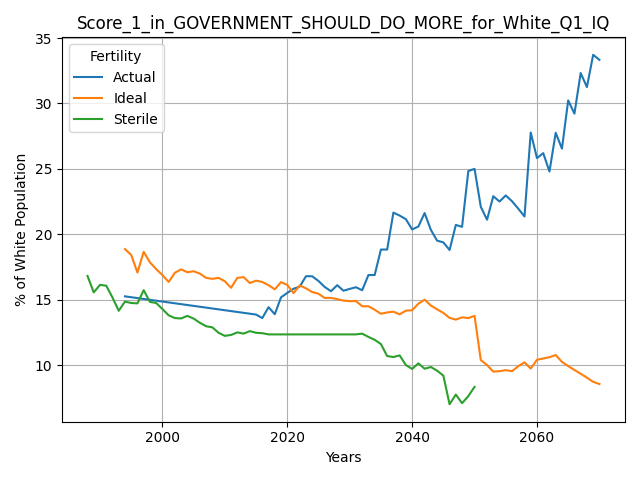 Score_1_in_GOVERNMENT_SHOULD_DO_MORE_for_White_Q1_IQ
35
30
25
20
15
10
% of White Population
Fertility
Actual
Ideal
Sterile
2000
2020
2040
2060
Years